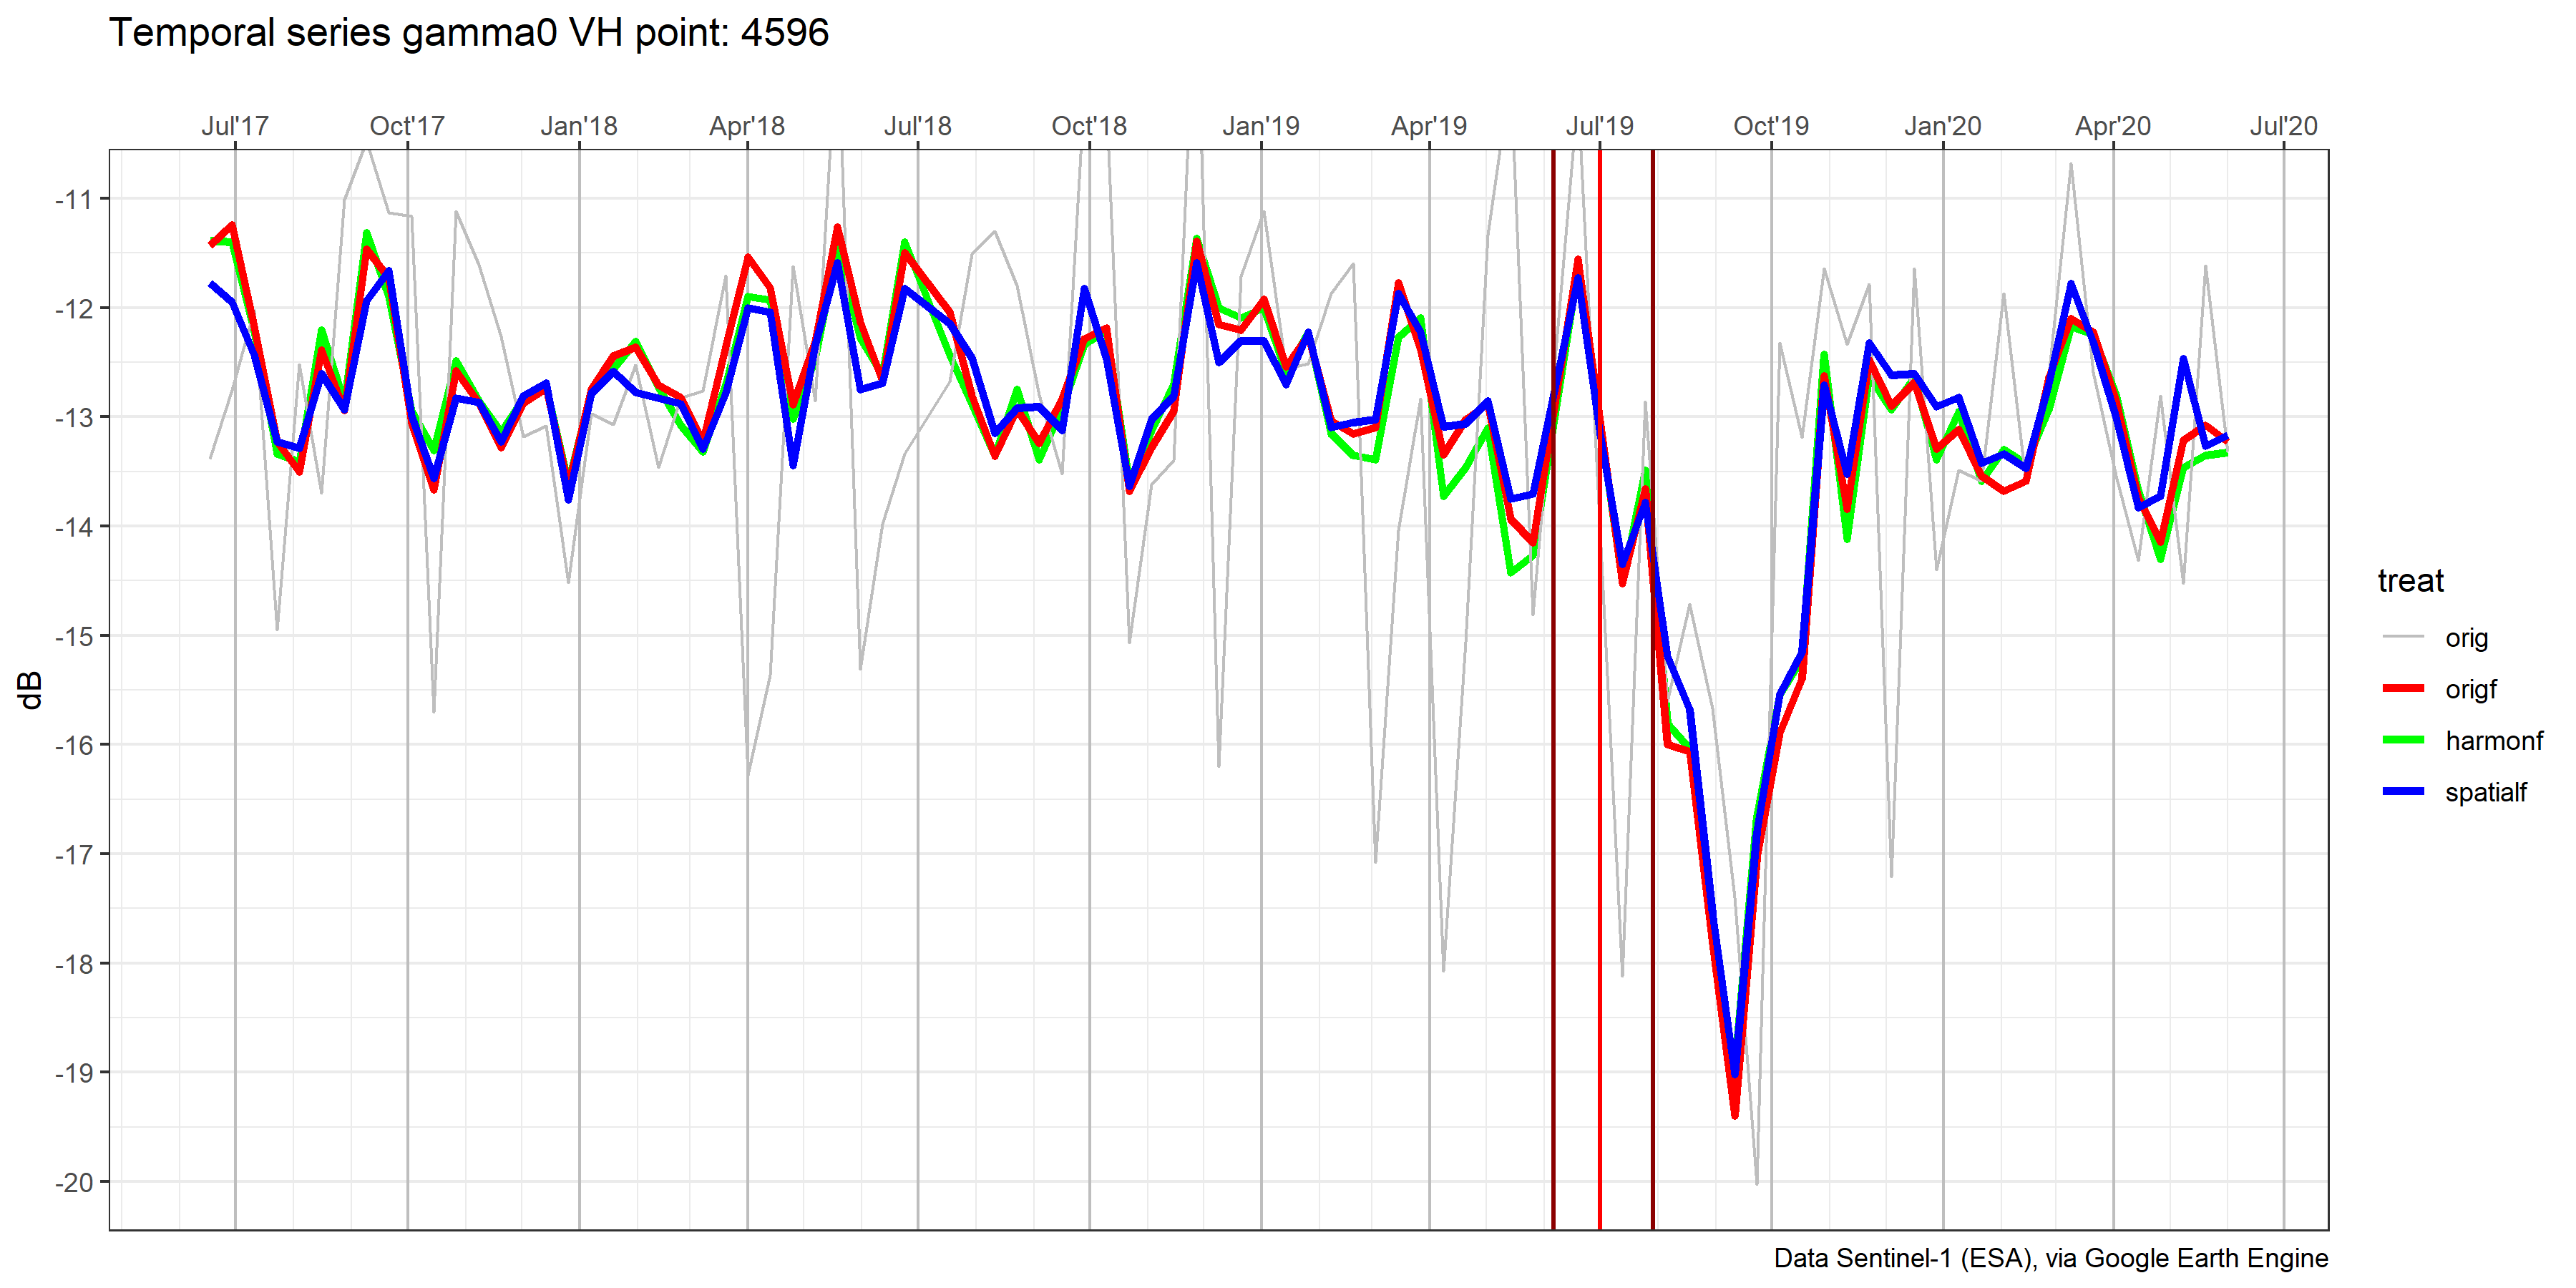 Temporal series gamma0 VH point: 4596
Jul'17 Oct'17 Jan'18 Apr'18 Jul'18 Oct'18 Jan'19 Apr'19 Jul'19 Oct'19 Jan'20 Apr'20 Jul'20
-11
-12
-13
-14
-15
-16
-17
-18
-19
-20
dB
treat
orig
origf
harmonf
spatialf
Data Sentinel-1 (ESA), via Google Earth Engine